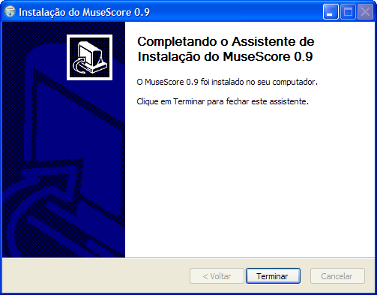 Instalação do MuseScore 0.9
Completando o Assistente de
Instalação do MuseScore 0.9
O MuseScore 0.9 foi instalado no seu computador.
Clique em Terminar para fechar este assistente.
< Voltar
Terminar
Cancelar